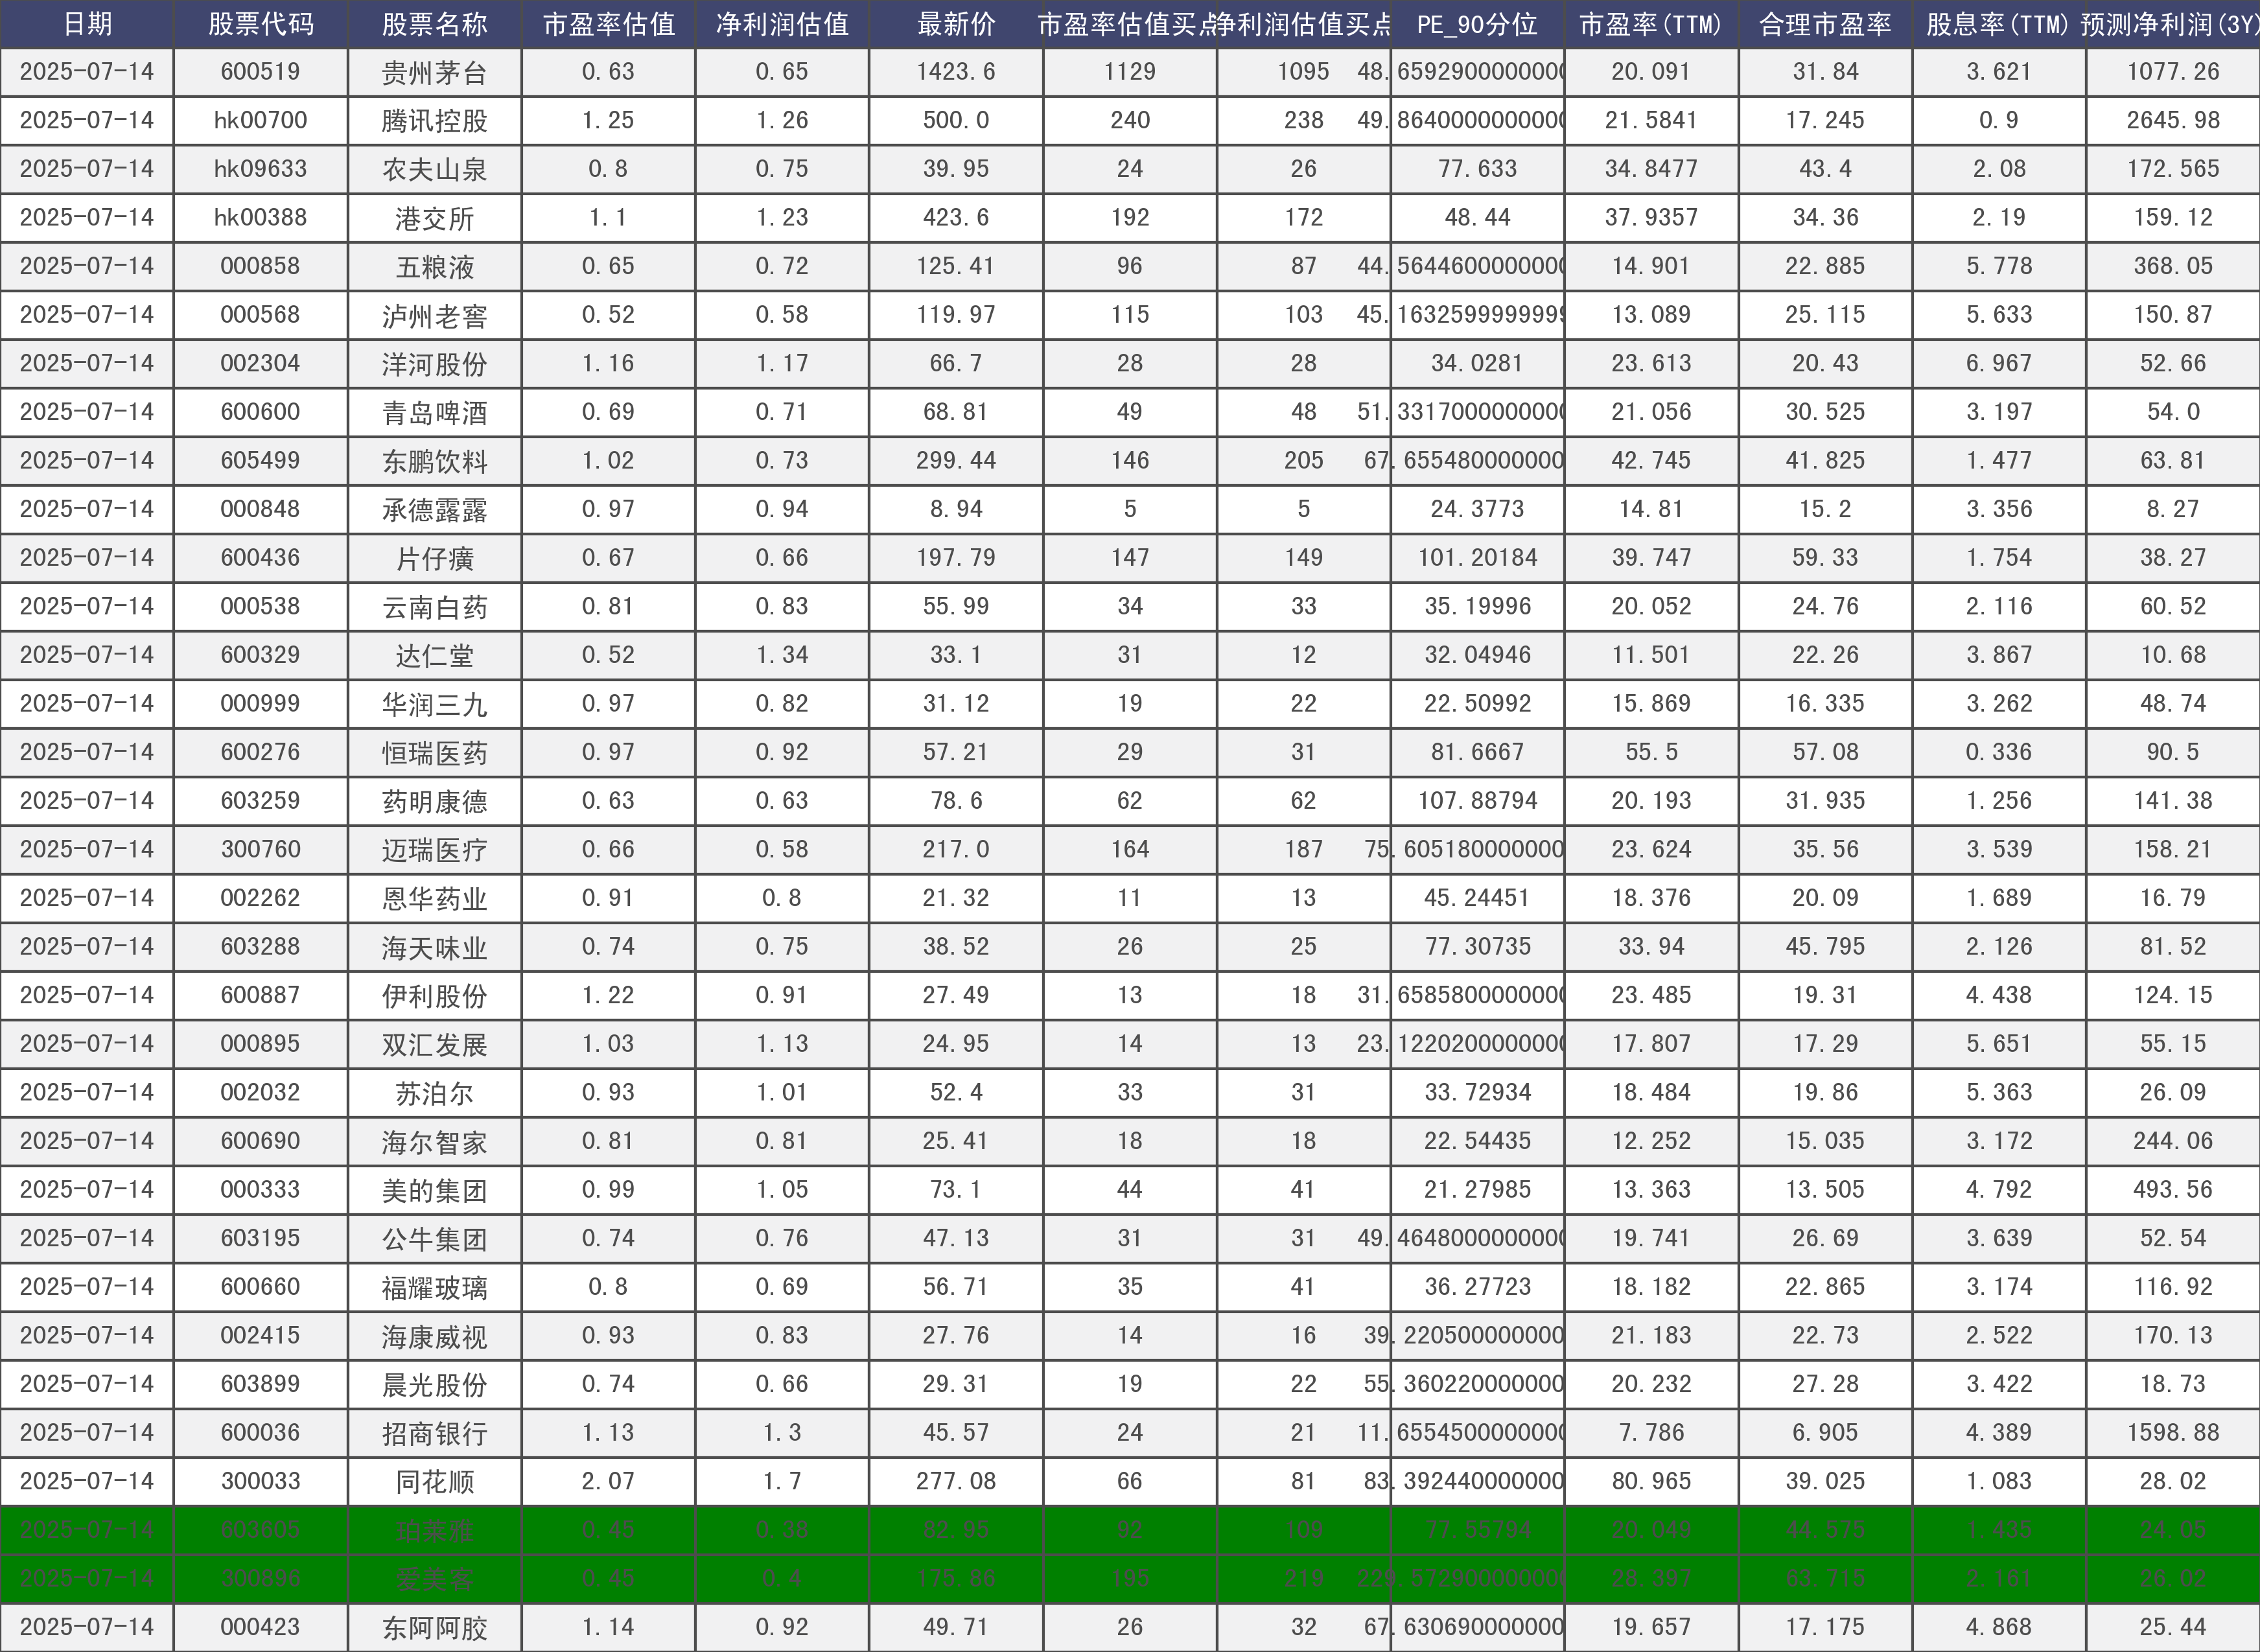 日期 股票代码 股票名称 市盈率估值 净利润估值 最新价 市盈率估值买点 净利润估值买点 PE_90分位 市盈率(TTM) 合理市盈率 股息率(TTM) 预测净利润(3Y)
2025-07-14 600519 贵州茅台 0.63 0.65 1423.6 1129 1095 48.6592900000000 20.091 31.84 3.621 1077.26
2025-07-14 hk00700 腾讯控股 1.25 1.26 500.0 240 238 49.8640000000000 21.5841 17.245 0.9 2645.98
2025-07-14 hk09633 农夫山泉 0.8 0.75 39.95 24 26 77.633 34.8477 43.4 2.08 172.565
2025-07-14 hk00388 港交所 1.1 1.23 423.6 192 172 48.44 37.9357 34.36 2.19 159.12
2025-07-14 000858 五粮液 0.65 0.72 125.41 96 87 44.5644600000000 14.901 22.885 5.778 368.05
2025-07-14 000568 泸州老窖 0.52 0.58 119.97 115 103 45.1632599999999 13.089 25.115 5.633 150.87
2025-07-14 002304 洋河股份 1.16 1.17 66.7 28 28 34.0281 23.613 20.43 6.967 52.66
2025-07-14 600600 青岛啤酒 0.69 0.71 68.81 49 48 51.3317000000000 21.056 30.525 3.197 54.0
2025-07-14 605499 东鹏饮料 1.02 0.73 299.44 146 205 67.655480000000 42.745 41.825 1.477 63.81
2025-07-14 000848 承德露露 0.97 0.94 8.94 5 5 24.3773 14.81 15.2 3.356 8.27
2025-07-14 600436 片仔癀 0.67 0.66 197.79 147 149 101.20184 39.747 59.33 1.754 38.27
2025-07-14 000538 云南白药 0.81 0.83 55.99 34 33 35.19996 20.052 24.76 2.116 60.52
2025-07-14 600329 达仁堂 0.52 1.34 33.1 31 12 32.04946 11.501 22.26 3.867 10.68
2025-07-14 000999 华润三九 0.97 0.82 31.12 19 22 22.50992 15.869 16.335 3.262 48.74
2025-07-14 600276 恒瑞医药 0.97 0.92 57.21 29 31 81.6667 55.5 57.08 0.336 90.5
2025-07-14 603259 药明康德 0.63 0.63 78.6 62 62 107.88794 20.193 31.935 1.256 141.38
2025-07-14 300760 迈瑞医疗 0.66 0.58 217.0 164 187 75.605180000000 23.624 35.56 3.539 158.21
2025-07-14 002262 恩华药业 0.91 0.8 21.32 11 13 45.24451 18.376 20.09 1.689 16.79
2025-07-14 603288 海天味业 0.74 0.75 38.52 26 25 77.30735 33.94 45.795 2.126 81.52
2025-07-14 600887 伊利股份 1.22 0.91 27.49 13 18 31.6585800000000 23.485 19.31 4.438 124.15
2025-07-14 000895 双汇发展 1.03 1.13 24.95 14 13 23.1220200000000 17.807 17.29 5.651 55.15
2025-07-14 002032 苏泊尔 0.93 1.01 52.4 33 31 33.72934 18.484 19.86 5.363 26.09
2025-07-14 600690 海尔智家 0.81 0.81 25.41 18 18 22.54435 12.252 15.035 3.172 244.06
2025-07-14 000333 美的集团 0.99 1.05 73.1 44 41 21.27985 13.363 13.505 4.792 493.56
2025-07-14 603195 公牛集团 0.74 0.76 47.13 31 31 49.4648000000000 19.741 26.69 3.639 52.54
2025-07-14 600660 福耀玻璃 0.8 0.69 56.71 35 41 36.27723 18.182 22.865 3.174 116.92
2025-07-14 002415 海康威视 0.93 0.83 27.76 14 16 39.220500000000 21.183 22.73 2.522 170.13
2025-07-14 603899 晨光股份 0.74 0.66 29.31 19 22 55.360220000000 20.232 27.28 3.422 18.73
2025-07-14 600036 招商银行 1.13 1.3 45.57 24 21 11.6554500000000 7.786 6.905 4.389 1598.88
2025-07-14 300033 同花顺 2.07 1.7 277.08 66 81 83.392440000000 80.965 39.025 1.083 28.02
2025-07-14 603605 珀莱雅 0.45 0.38 82.95 92 109 77.55794 20.049 44.575 1.435 24.05
2025-07-14 300896 爱美客 0.45 0.4 175.86 195 219 229.572900000000 28.397 63.715 2.161 26.02
2025-07-14 000423 东阿阿胶 1.14 0.92 49.71 26 32 67.630690000000 19.657 17.175 4.868 25.44